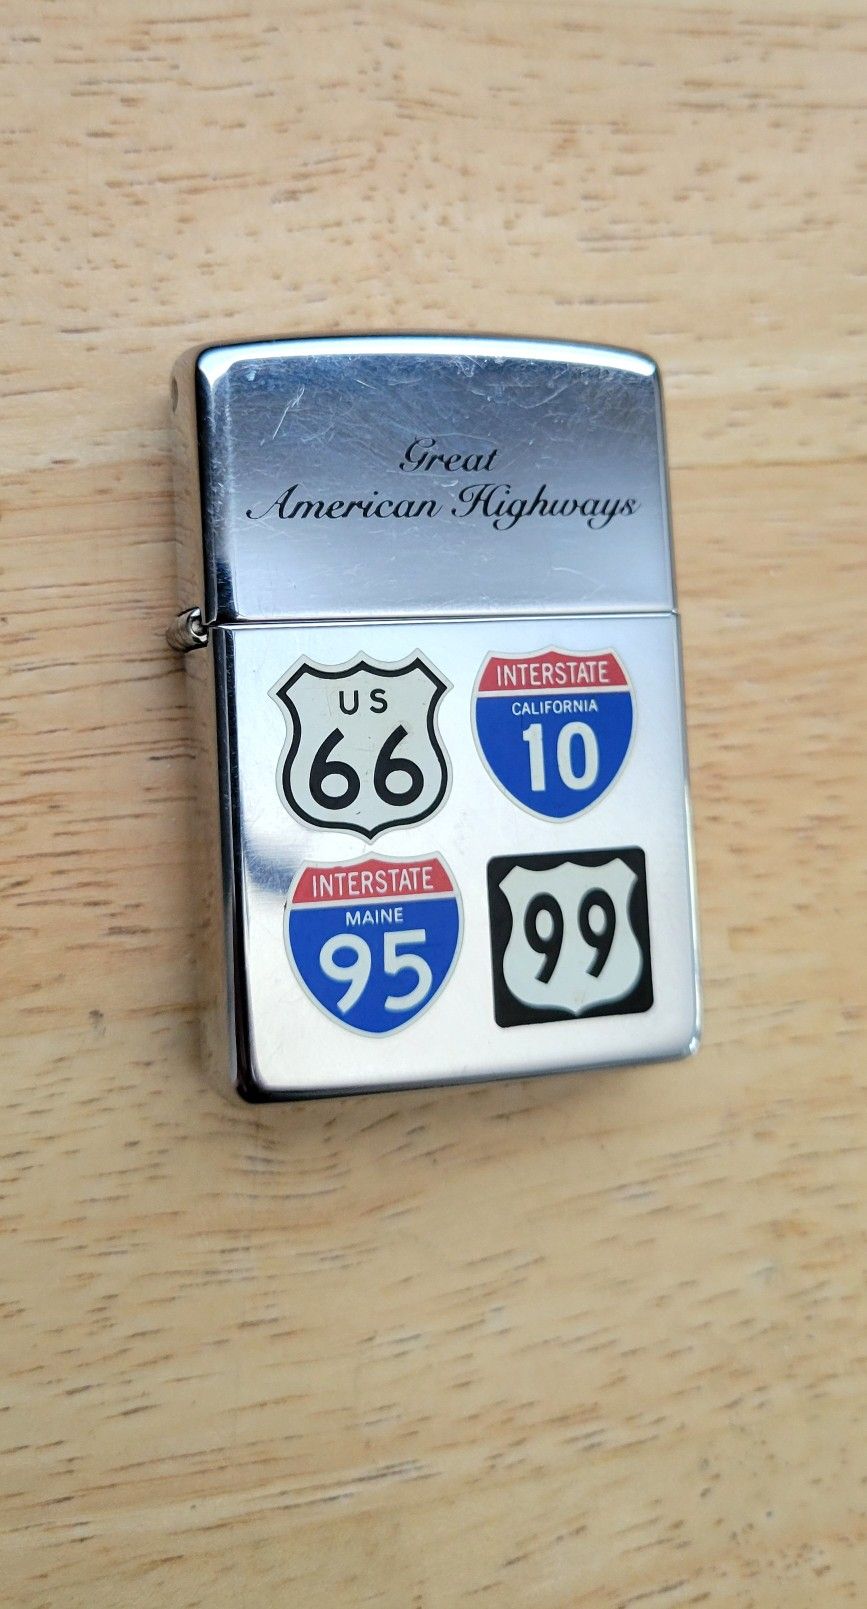 Great
American Highways
US
66
INTERSTATE
CALIFORNIA
10
INTERSTATE
MAINE
95
99